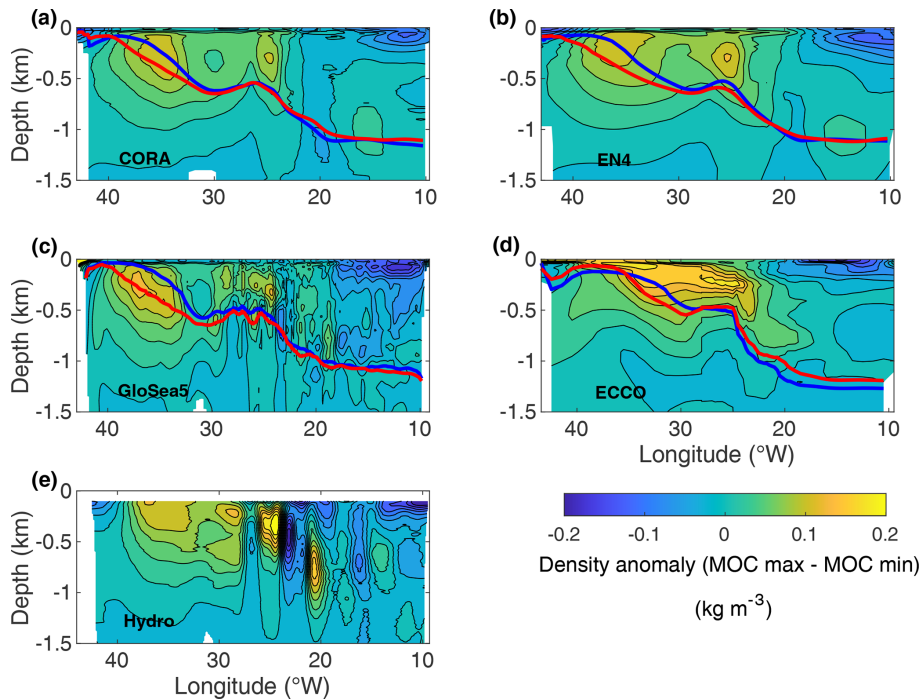 (a)
0
-0.5
-1
-1.5
Depth (km)
CORA
40 30 20 10
(b)
0
-0.5
-1
-1.5
Depth (km)
EN4
40 30 20 10
(c)
0
-0.5
-1
-1.5
Depth (km)
GloSea5
40 30 20 10
(d)
0
-0.5
-1
-1.5
ECCO
40 30 20 10
Longitude (°W)
(e)
0
-0.5
-1
-1.5
Depth (km)
Hydro
40 30 20 10
Longitude (°W)
-0.2 -0.1 0 0.1 0.2
Density anomaly (MOC max - MOC min)
(kg m⁻³)